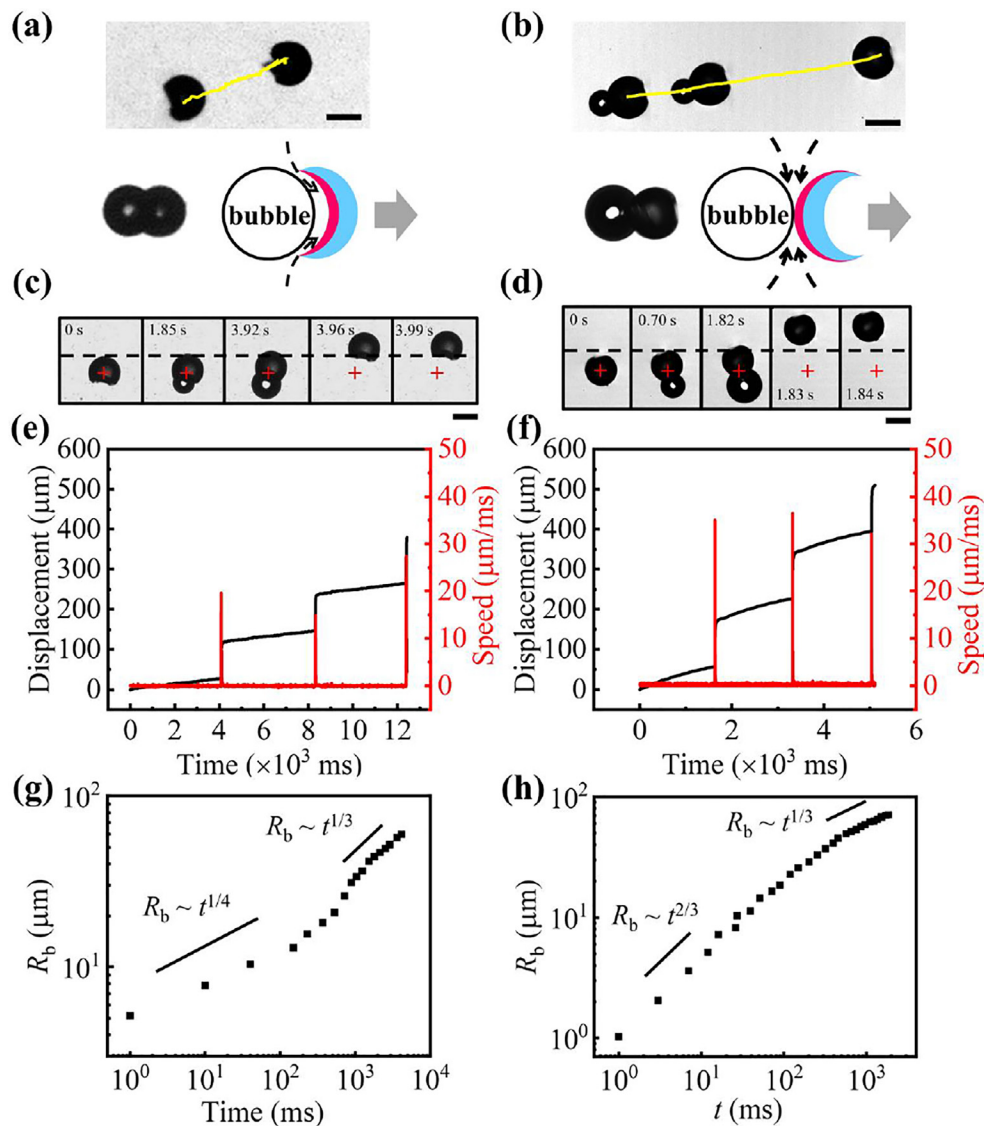 (a)
(b)
bubble
bubble
(c)
(d)
0 s 1.85 s 3.92 s 3.96 s 3.99 s
0 s 0.70 s 1.82 s
1.83 s 1.84 s
(e)
(f)
600
500
400
300
200
100
0
Displacement (μm)
50
40
30
20
10
0
Speed (μm/ms)
0 2 4 6 8 10 12
Time (×10³ ms)
600
500
400
300
200
100
0
Displacement (μm)
50
40
30
20
10
0
Speed (μm/ms)
0 2 4 6
Time (×10³ ms)
(g)
(h)
10²
10¹
R_b (μm)
R_b ~ t^{1/3}
R_b ~ t^{1/4}
10⁰ 10¹ 10² 10³ 10⁴
Time (ms)
10²
10¹
10⁰
R_b (μm)
R_b ~ t^{1/3}
R_b ~ t^{2/3}
10⁰ 10¹ 10² 10³
t (ms)